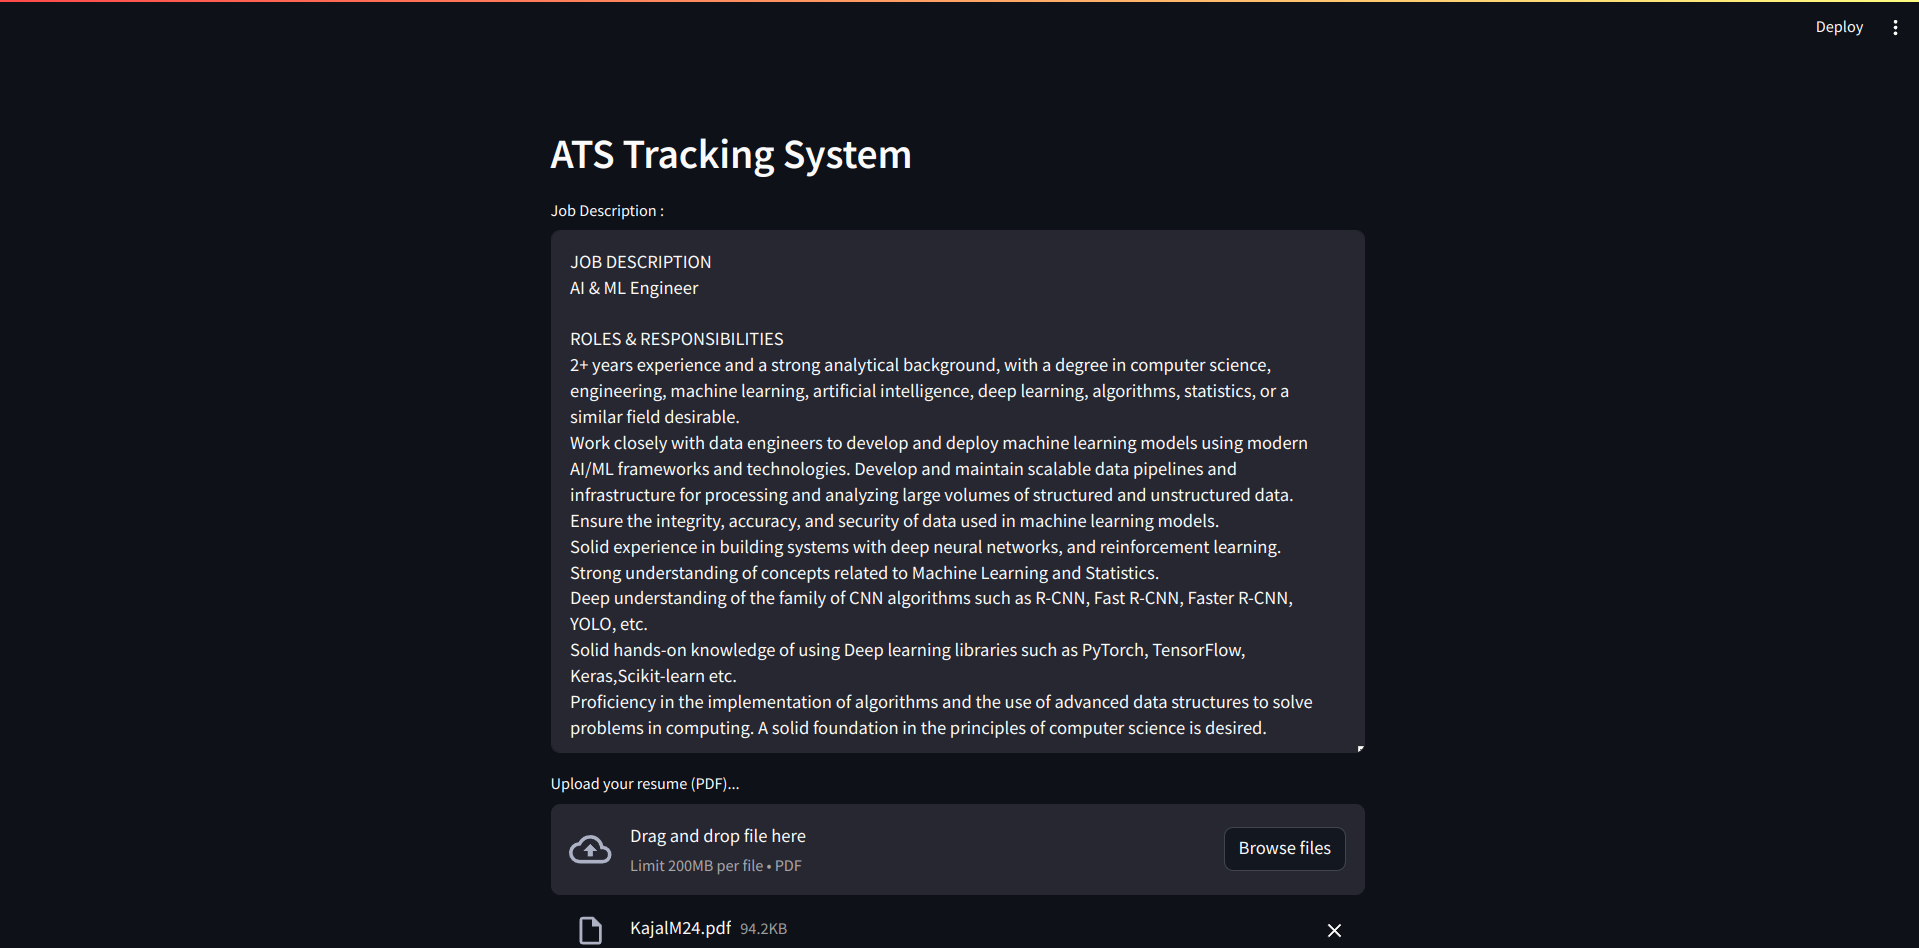 Deploy
ATS Tracking System
Job Description :
JOB DESCRIPTION
AI & ML Engineer
ROLES & RESPONSIBILITIES
2+ years experience and a strong analytical background, with a degree in computer science,
engineering, machine learning, artificial intelligence, deep learning, algorithms, statistics, or a
similar field desirable.
Work closely with data engineers to develop and deploy machine learning models using modern
AI/ML frameworks and technologies. Develop and maintain scalable data pipelines and
infrastructure for processing and analyzing large volumes of structured and unstructured data.
Ensure the integrity, accuracy, and security of data used in machine learning models.
Solid experience in building systems with deep neural networks, and reinforcement learning.
Strong understanding of concepts related to Machine Learning and Statistics.
Deep understanding of the family of CNN algorithms such as R-CNN, Fast R-CNN, Faster R-CNN,
YOLO, etc.
Solid hands-on knowledge of using Deep learning libraries such as PyTorch, TensorFlow,
Keras,Scikit-learn etc.
Proficiency in the implementation of algorithms and the use of advanced data structures to solve
problems in computing. A solid foundation in the principles of computer science is desired.
Upload your resume (PDF)...
Drag and drop file here
Limit 200MB per file • PDF
Browse files
KajalM24.pdf 94.2KB